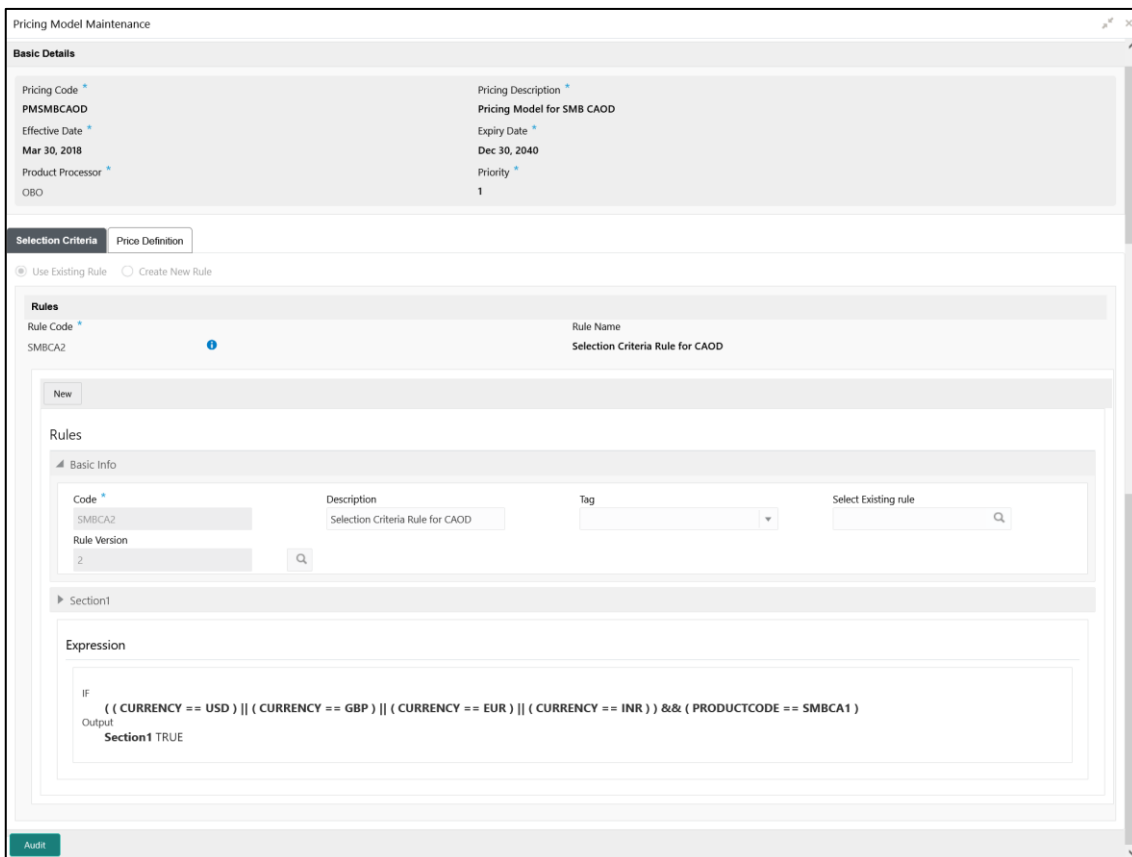 Pricing Model Maintenance
Basic Details
Pricing Code * Pricing Description *
PMSMBCAOD Pricing Model for SMB CAOD
Effective Date * Expiry Date *
Mar 30, 2018 Dec 30, 2040
Product Processor * Priority *
OBO 1
Selection Criteria Price Definition
Use Existing Rule Create New Rule
Rules
Rule Code * Rule Name
SMBCA2 Selection Criteria Rule for CAOD
New
Rules
Basic Info
Code * Description Tag Select Existing rule
SMBCA2 Selection Criteria Rule for CAOD
Rule Version
2
Section1
Expression
IF
( ( CURRENCY == USD ) || ( CURRENCY == GBP ) || ( CURRENCY == EUR ) || ( CURRENCY == INR ) ) && ( PRODUCTCODE == SMBCA1 )
Output
Section1 TRUE
Audit